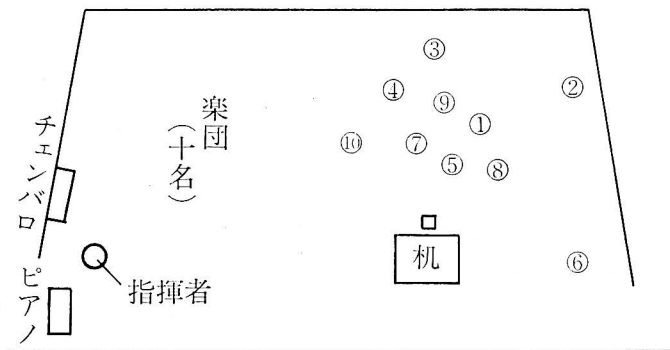 ③
②
④
⑨
①
楽団
(十名)
⑩
⑦
⑤
⑧
チェンバロ
机
⑥
ピアノ
指揮者